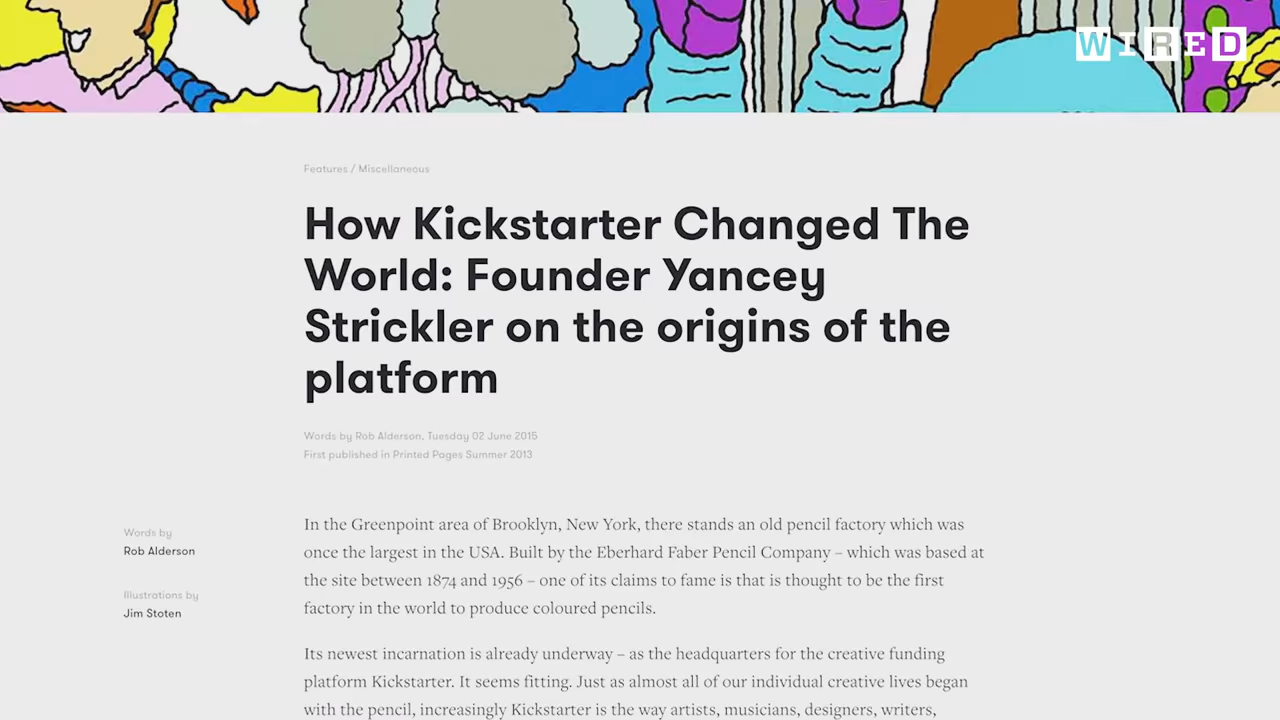 WIRED
Features / Miscellaneous
How Kickstarter Changed The
World: Founder Yancey
Strickler on the origins of the
platform
Words by Rob Alderson, Tuesday 02 June 2015
First published in Printed Pages Summer 2013
Words by
Rob Alderson
Illustrations by
Jim Stoten
In the Greenpoint area of Brooklyn, New York, there stands an old pencil factory which was
once the largest in the USA. Built by the Eberhard Faber Pencil Company – which was based at
the site between 1874 and 1956 – one of its claims to fame is that is thought to be the first
factory in the world to produce coloured pencils.
Its newest incarnation is already underway – as the headquarters for the creative funding
platform Kickstarter. It seems fitting. Just as almost all of our individual creative lives began
with the pencil, increasingly Kickstarter is the way artists, musicians, designers, writers,